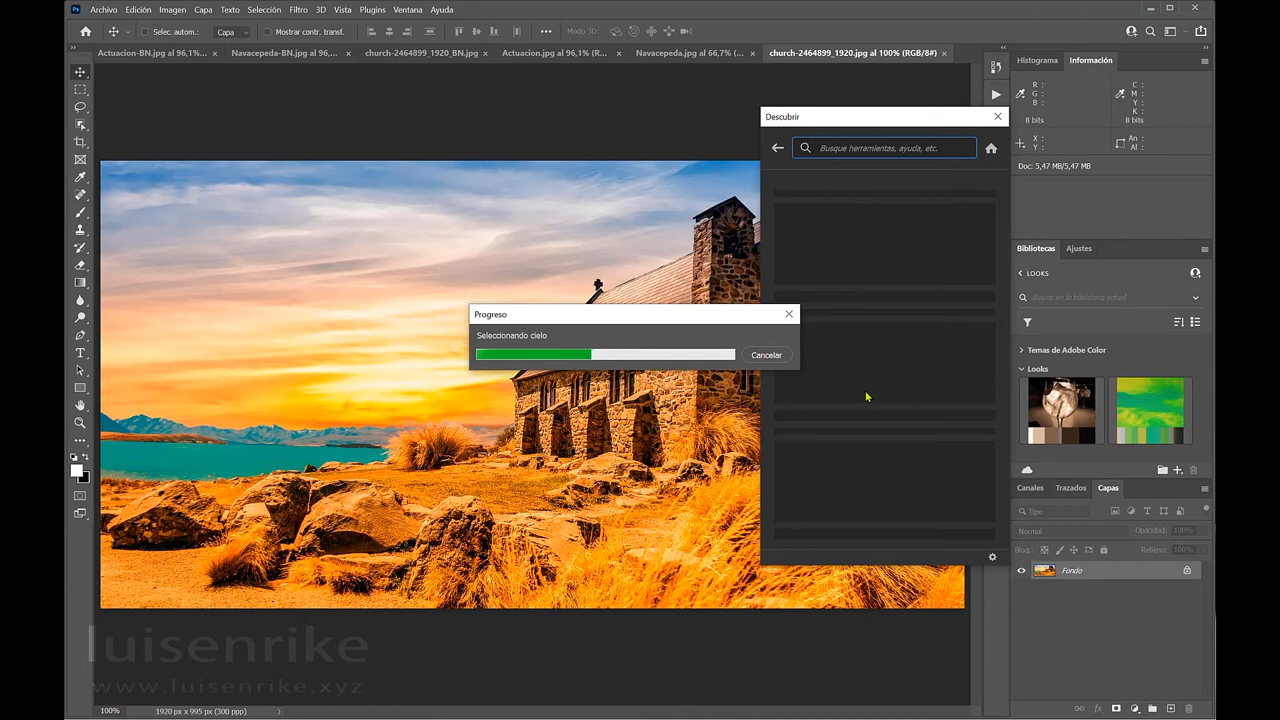 Ps Archivo Edición Imagen Capa Texto Selección Filtro 3D Vista Plugins Ventana Ayuda
Selec. autom.: Capa Mostrar contr. transf. Modo 3D:
Actuacion-BN.jpg al 96,1%... Navacepeda-BN.jpg al 96,... church-2464899_1920_BN.jpg Actuacion.jpg al 96,1% (R... Navacepeda.jpg al 66,7% (... church-2464899_1920.jpg al 100% (RGB/8#)
Histograma Información
R :
G :
B :
8 bits
C :
M :
Y :
K :
8 bits
X :
Y :
An :
Al :
Doc: 5,47 MB/5,47 MB
Descubrir
Busque herramientas, ayuda, etc.
Progreso
Seleccionando cielo
Cancelar
Bibliotecas Ajustes
LOOKS
Buscar en la biblioteca actual
Temas de Adobe Color
Looks
Canales Trazados Capas
Tipo
Normal Opacidad: 100%
Bloq.: Relleno: 100%
Fondo
luisenrike
www.luisenrike.xyz
100% 1920 px x 995 px (300 ppp)